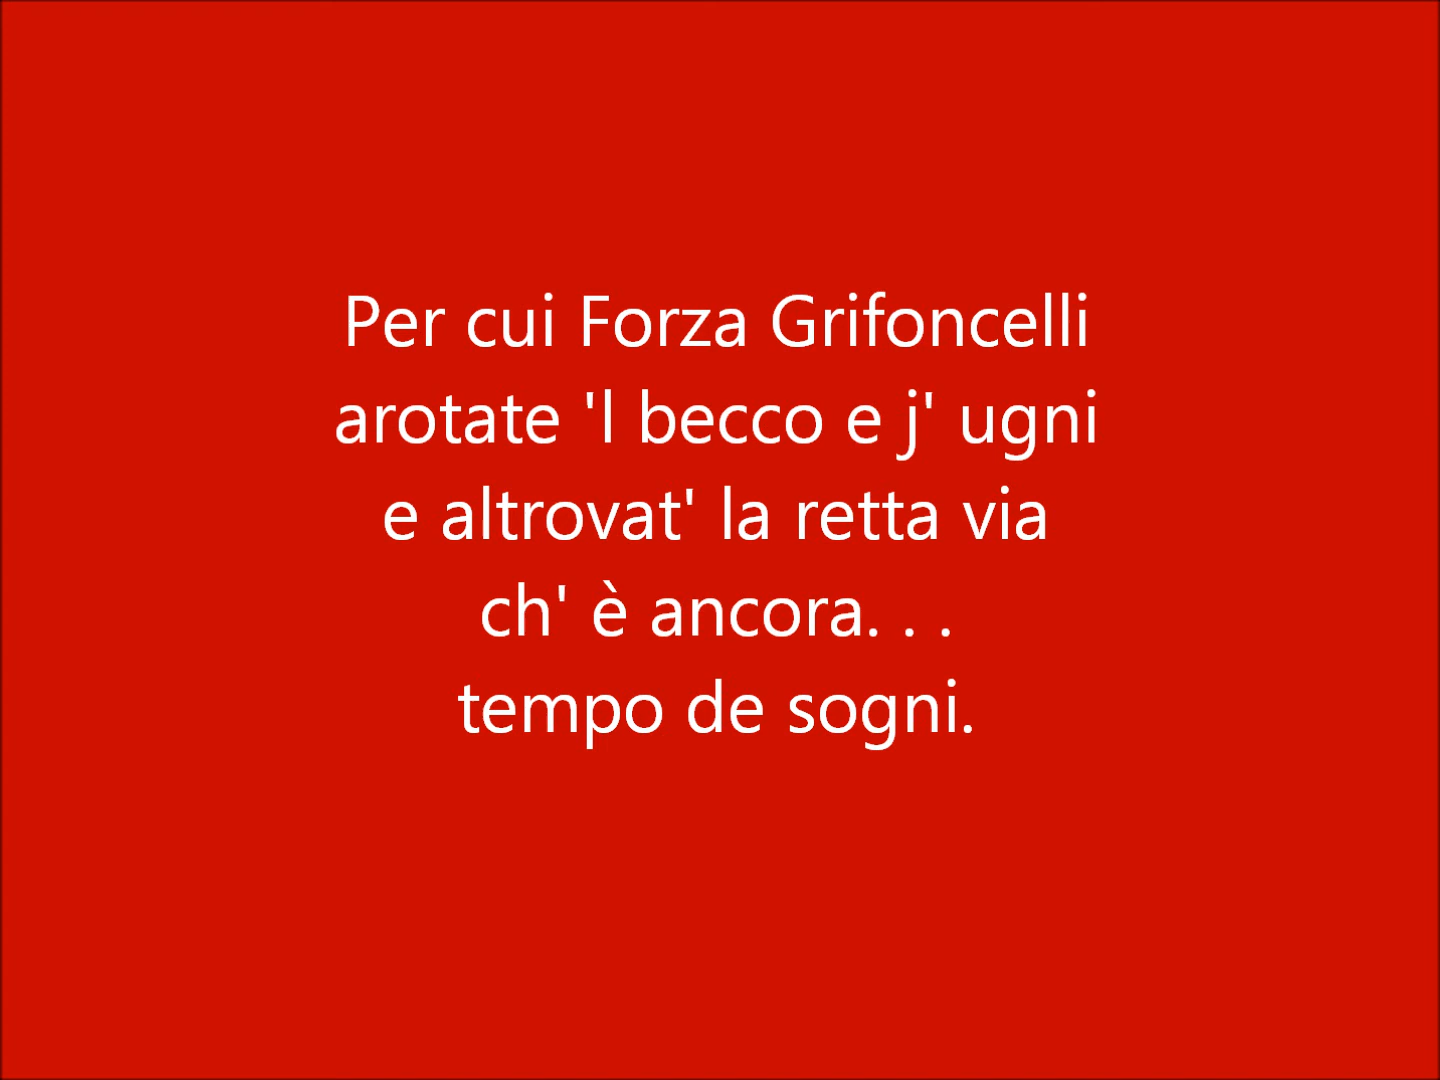 Per cui Forza Grifoncelli
arotate 'l becco e j' ugni
e altrovat' la retta via
ch' è ancora. . .
tempo de sogni.